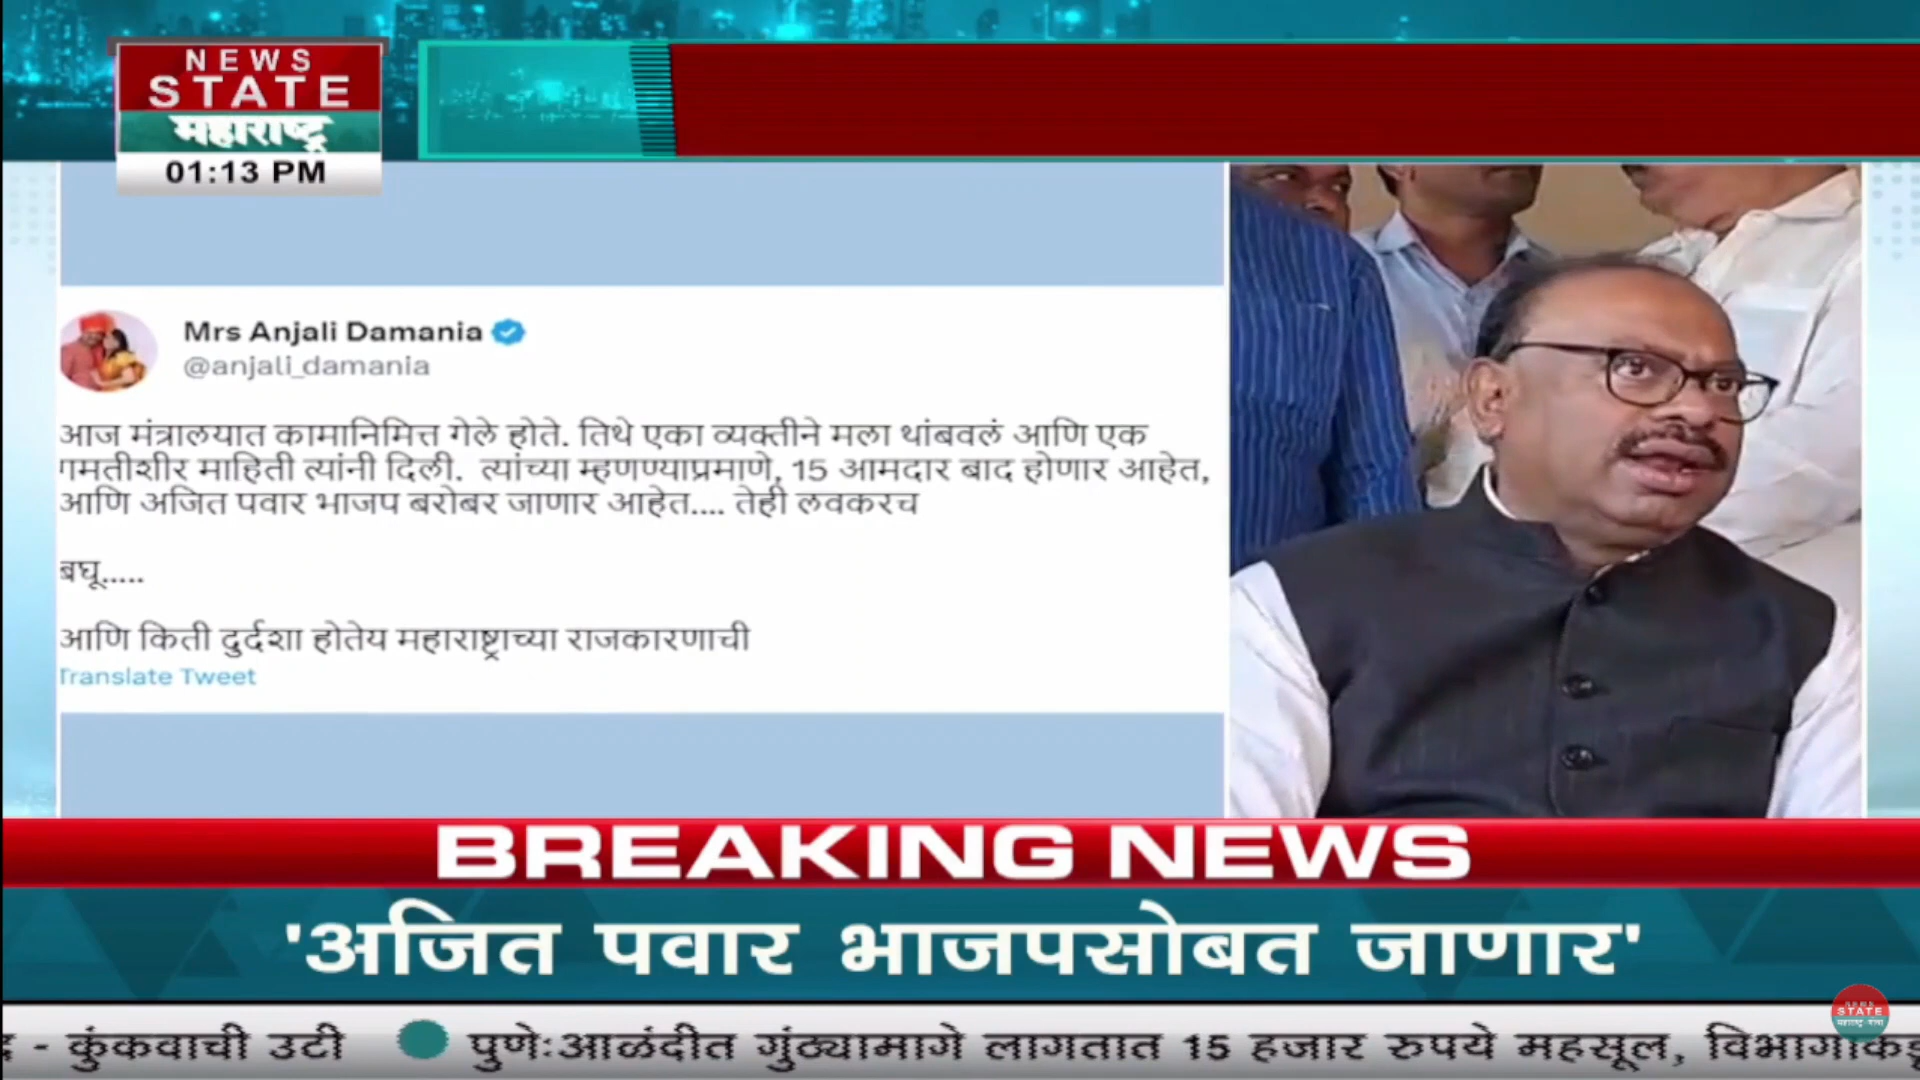 NEWS
STATE
महाराष्ट्र
01:13 PM
Mrs Anjali Damania
@anjali_damania
आज मंत्रालयात कामानिमित्त गेले होते. तिथे एका व्यक्तीने मला थांबवलं आणि एक
गमतीशीर माहिती त्यांनी दिली. त्यांच्या म्हणण्याप्रमाणे, 15 आमदार बाद होणार आहेत,
आणि अजित पवार भाजप बरोबर जाणार आहेत.... तेही लवकरच
बघू.....
आणि किती दुर्दशा होतेय महाराष्ट्राच्या राजकारणाची
Translate Tweet
BREAKING NEWS
'अजित पवार भाजपसोबत जाणार'
- कुंकवाची उटी
पुणे:आळंदीत गुंठ्यामागे लागतात 15 हजार रुपये महसूल,
NEWS
STATE